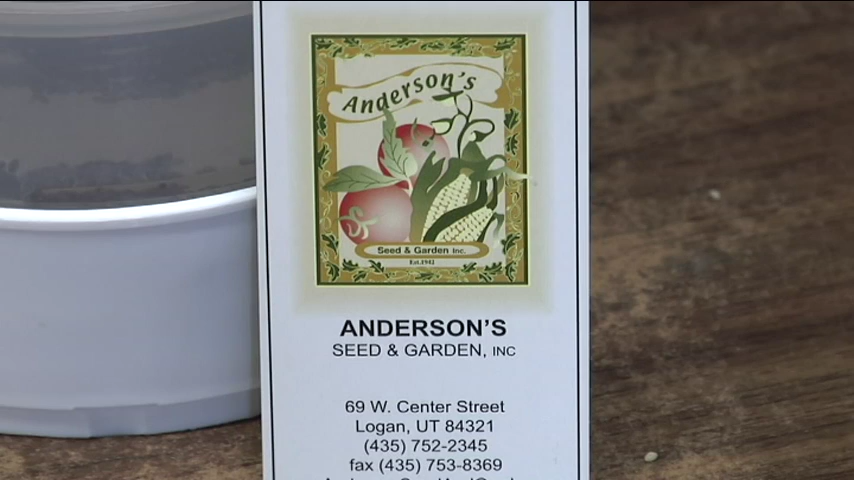 Anderson's
Seed & Garden Inc.
Est.1942
ANDERSON'S
SEED & GARDEN, INC
69 W. Center Street
Logan, UT 84321
(435) 752-2345
fax (435) 753-8369